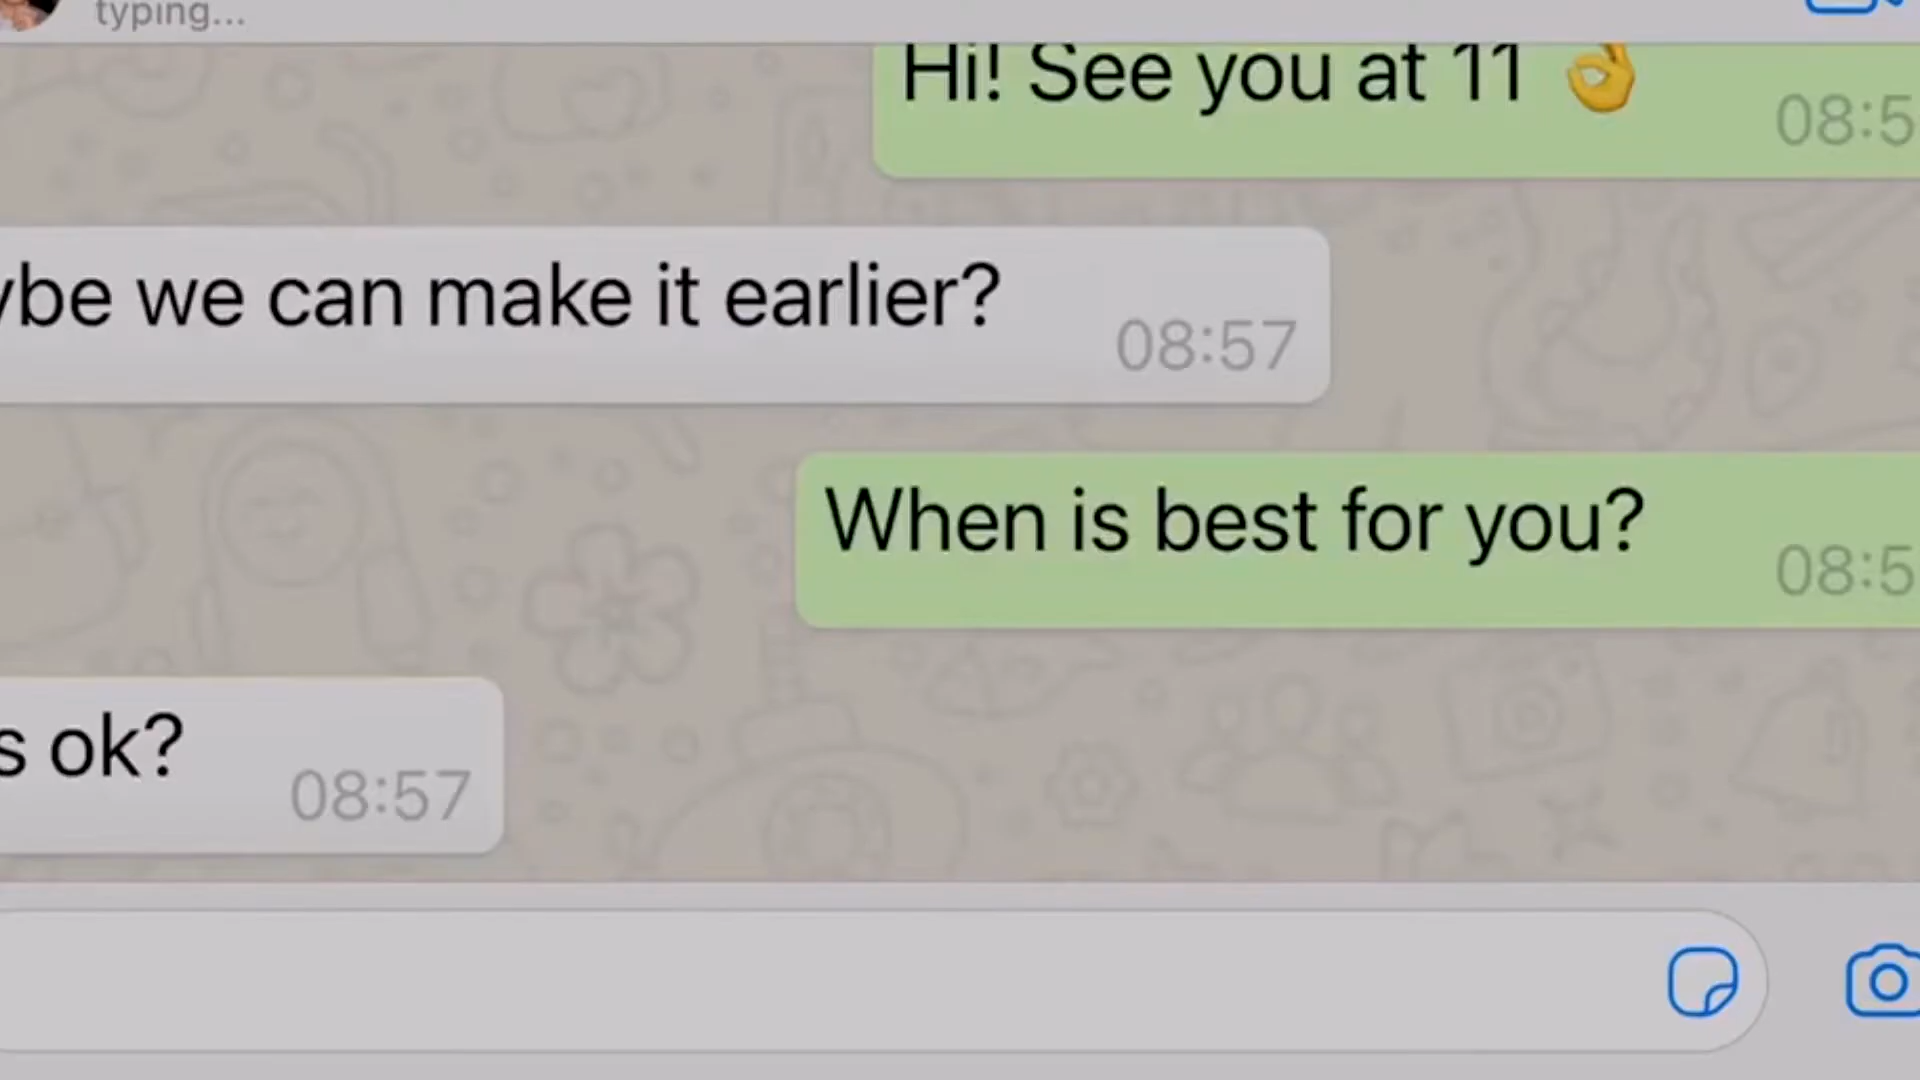 typing...
Hi! See you at 11 👌
08:5
ybe we can make it earlier?
08:57
When is best for you?
08:5
s ok?
08:57